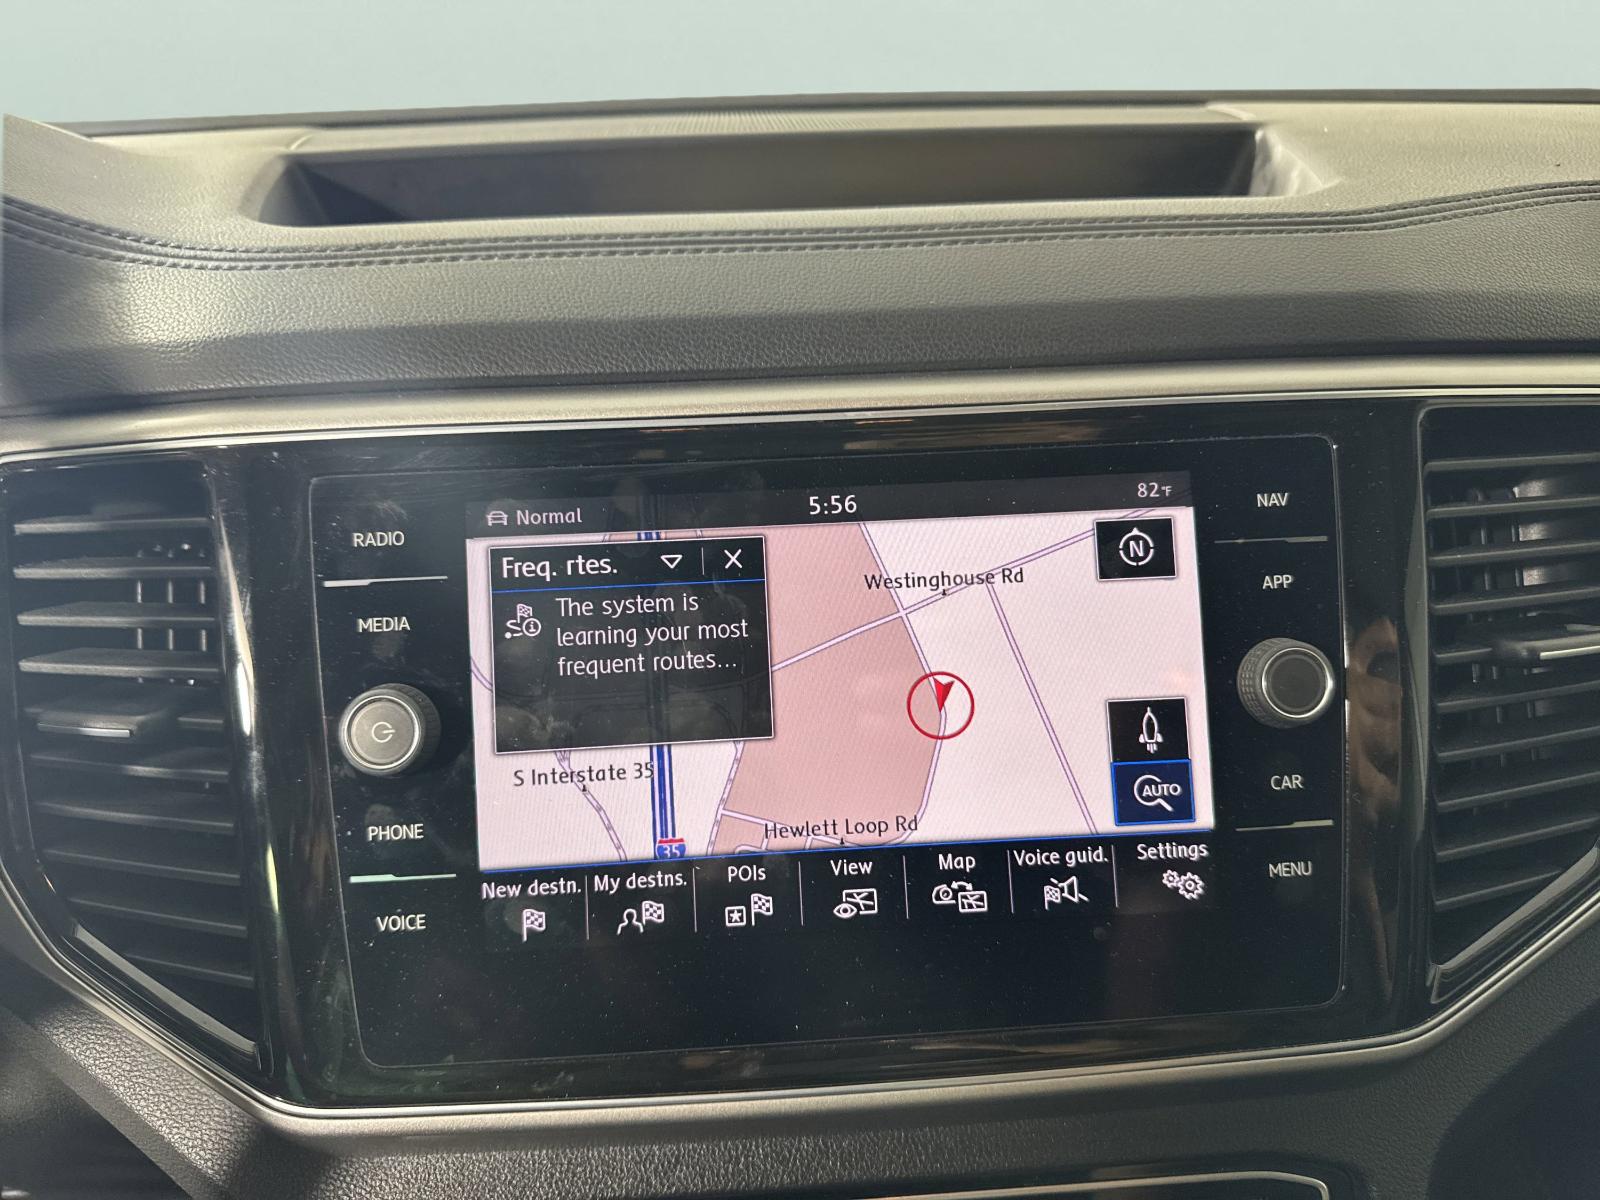 Normal
5:56
82°F
RADIO
MEDIA
PHONE
VOICE
Freq. rtes.
The system is
learning your most
frequent routes...
Westinghouse Rd
N
S Interstate 35
35
Hewlett Loop Rd
AUTO
New destn.
My destns.
POIs
View
Map
Voice guid.
Settings
NAV
APP
CAR
MENU